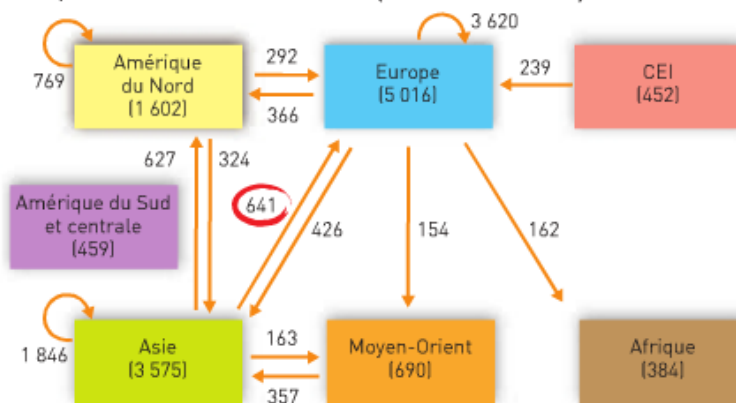 3 620
769
Amérique
du Nord
(1 602)
292
366
Europe
(5 016)
239
CEI
(452)
627
324
Amérique du Sud
et centrale
(459)
641
426
154
162
1 846
Asie
(3 575)
163
357
Moyen-Orient
(690)
Afrique
(384)